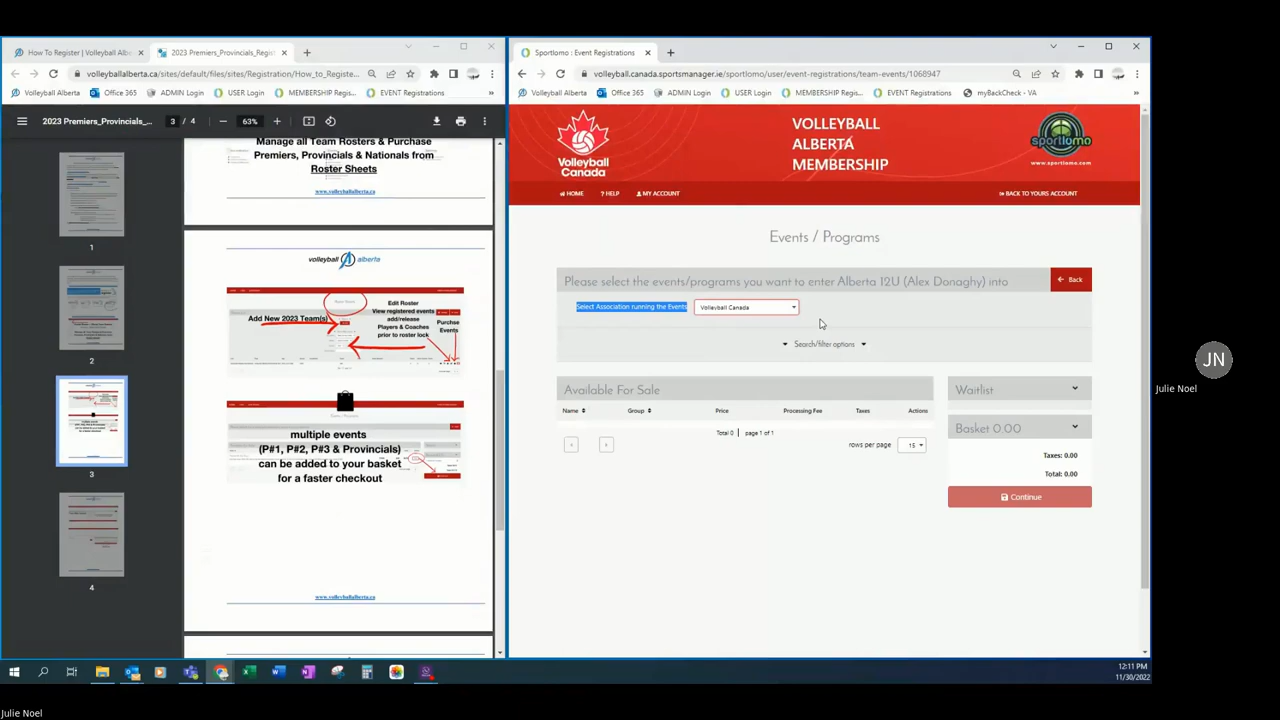 How To Register | Volleyball Albe
2023 Premiers_Provincials_Regis
volleyballalberta.ca/sites/default/files/sites/Registration/How_to_Registe...
Volleyball Alberta
Office 365
ADMIN Login
USER Login
MEMBERSHIP Regis...
EVENT Registrations
2023 Premiers_Provincials_...
3 / 4
63%
1
2
3
4
Manage all Team Rosters & Purchase
Premiers, Provincials & Nationals from
Roster Sheets
www.volleyballalberta.ca
volleyball alberta
Add New 2023 Team(s)
Edit Roster
View registered events
add/release
Players & Coaches
prior to roster lock
Purchse
Events
multiple events
(P#1, P#2, P#3 & Provincials)
can be added to your basket
for a faster checkout
www.volleyballalberta.ca
Sportlomo : Event Registrations
volleyball.canada.sportsmanager.ie/sportlomo/user/event-registrations/team-events/1068947
Volleyball Alberta
Office 365
ADMIN Login
USER Login
MEMBERSHIP Regis...
EVENT Registrations
myBackCheck - VA
Volleyball
Canada
VOLLEYBALL
ALBERTA
MEMBERSHIP
sportlomo
www.sportlomo.com
HOME
? HELP
MY ACCOUNT
BACK TO YOURS ACCOUNT
Events / Programs
Please select the events/programs you want to enter Alberta 12U (Alex Donaghy) into
Back
Select Association running the Events
Volleyball Canada
Search/filter options
Available For Sale
Name
Group
Price
Processing Fee
Taxes
Actions
Total 0 | page 1 of 1
rows per page
15
Waitlist
Basket 0.00
Taxes: 0.00
Total: 0.00
Continue
JN
Julie Noel
12:11 PM
11/30/2022
Julie Noel